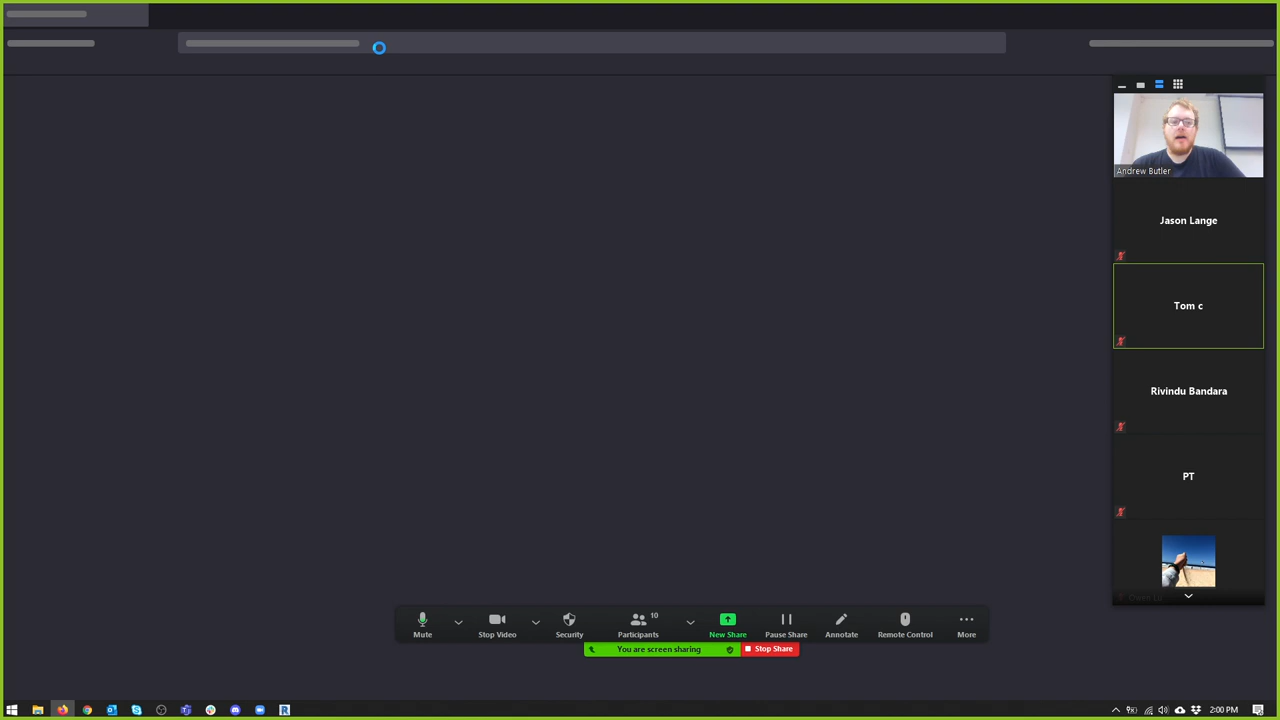 Andrew Butler
Jason Lange
Tom c
Rivindu Bandara
PT
10
Mute
Stop Video
Security
Participants
New Share
Pause Share
Annotate
Remote Control
More
You are screen sharing
Stop Share
2:00 PM